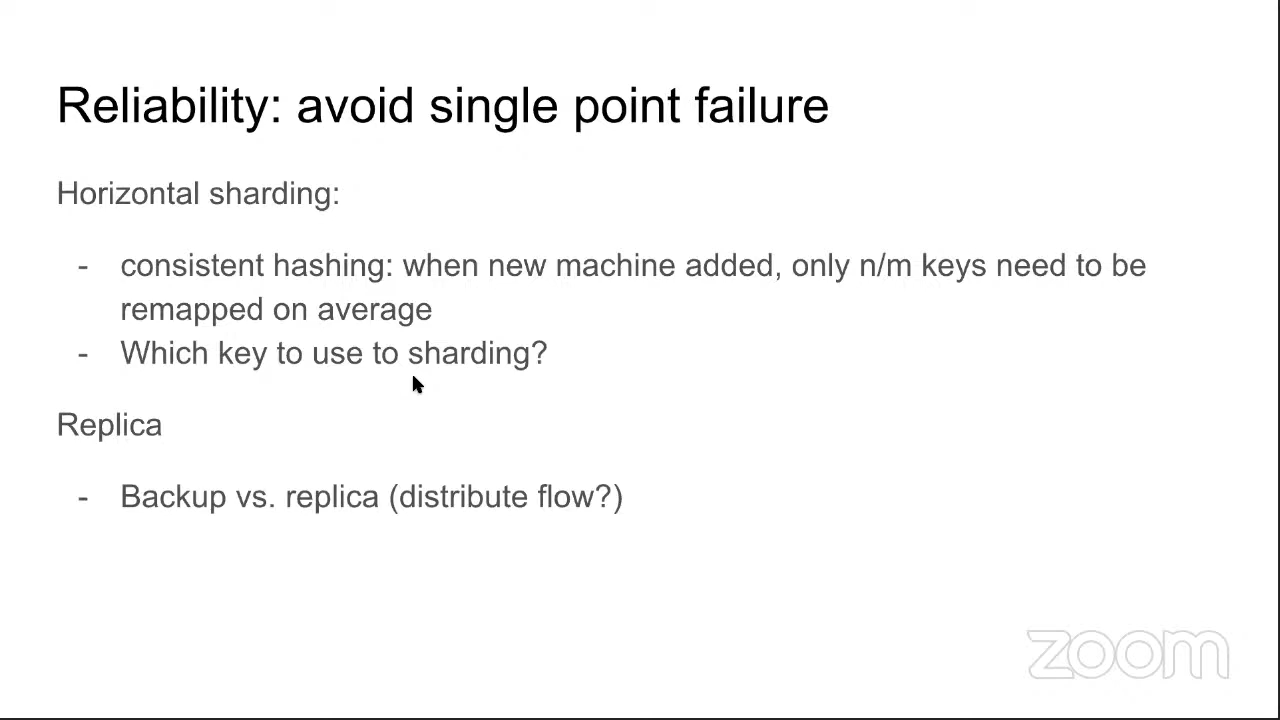 Reliability: avoid single point failure
Horizontal sharding:
- consistent hashing: when new machine added, only n/m keys need to be
remapped on average
- Which key to use to sharding?
Replica
- Backup vs. replica (distribute flow?)
zoom